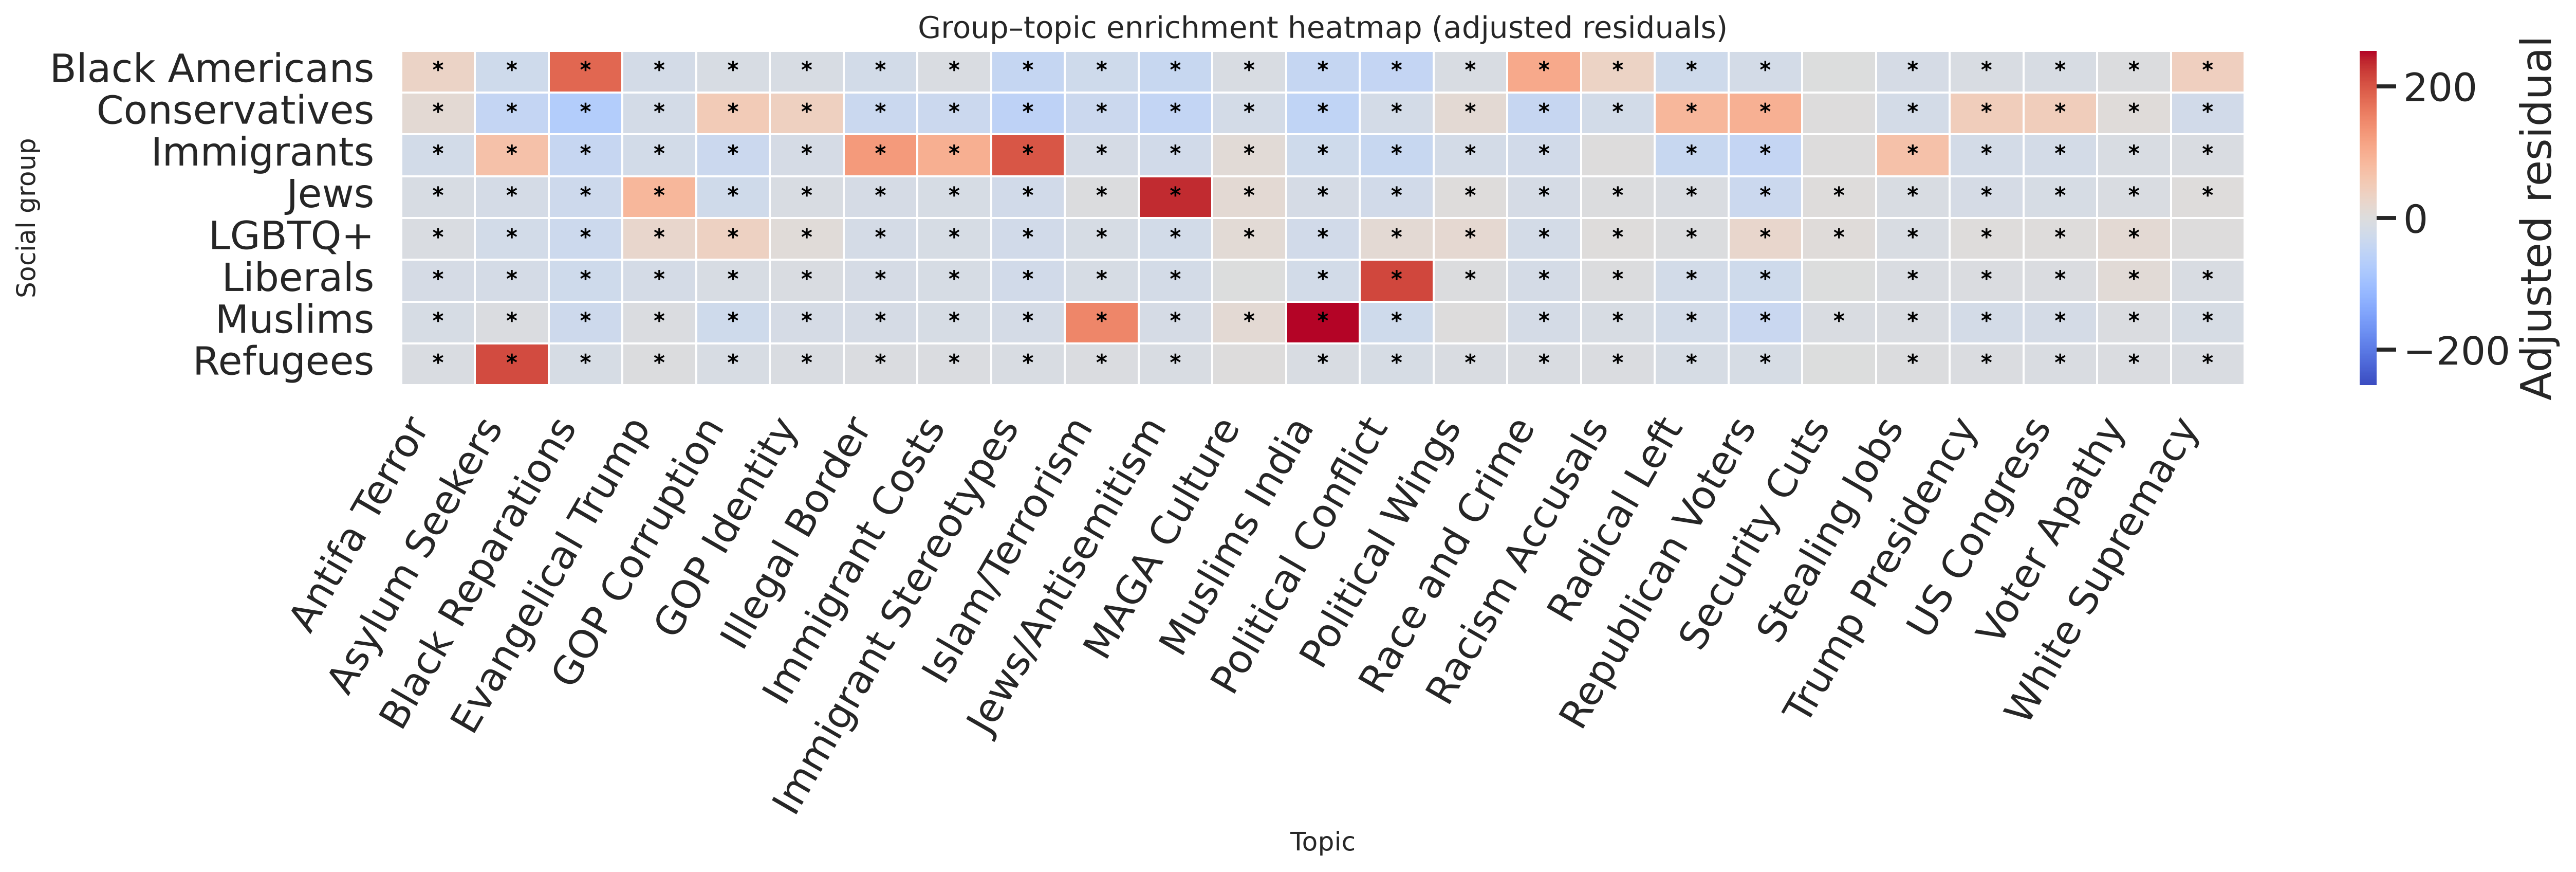 Group–topic enrichment heatmap (adjusted residuals)
Social group
Black Americans
* * * * * * * * * * * * * * * * * * * * * * * *
Conservatives
* * * * * * * * * * * * * * * * * * * * * * * *
Immigrants
* * * * * * * * * * * * * * * * * * * * * * *
Jews
* * * * * * * * * * * * * * * * * * * * * * * * *
LGBTQ+
* * * * * * * * * * * * * * * * * * * * * * * *
Liberals
* * * * * * * * * * * * * * * * * * * * * * *
Muslims
* * * * * * * * * * * * * * * * * * * * * * * *
Refugees
* * * * * * * * * * * * * * * * * * * * * * *
Antifa Terror
Asylum Seekers
Black Reparations
Evangelical Trump
GOP Corruption
GOP Identity
Illegal Border
Immigrant Costs
Immigrant Stereotypes
Islam/Terrorism
Jews/Antisemitism
MAGA Culture
Muslims India
Political Conflict
Political Wings
Race and Crime
Racism Accusals
Radical Left
Republican Voters
Security Cuts
Stealing Jobs
Trump Presidency
US Congress
Voter Apathy
White Supremacy
Topic
200
0
−200
Adjusted residual